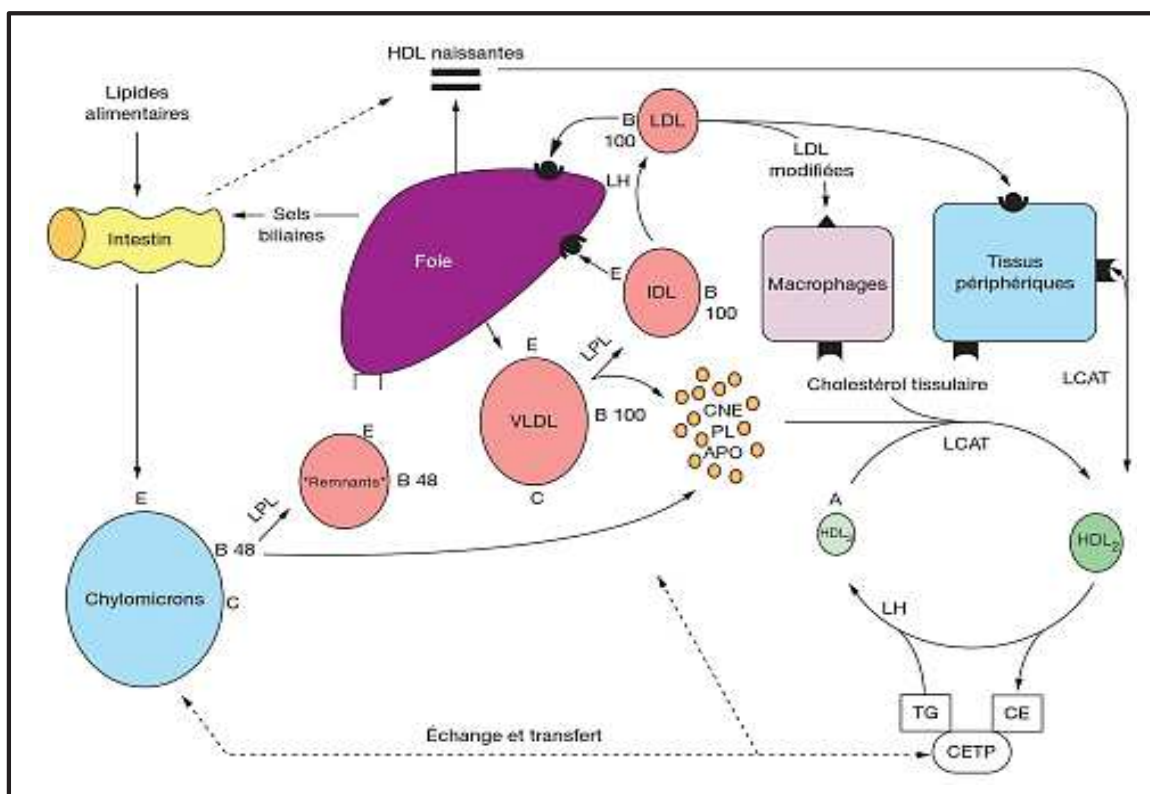 HDL naissantes
Lipides
alimentaires
B
100
LDL
LDL
modifiées
LH
Sels
biliaires
Intestin
Foie
E
IDL
B
100
Macrophages
Tissus
périphériques
E
LPL
VLDL
B 100
C
CNE
PL
APO
Cholestérol tissulaire
LCAT
LCAT
E
"Remnants"
B 48
LPL
E
B 48
Chylomicrons
C
A
HDL
HDL2
LH
TG
CE
CETP
Échange et transfert